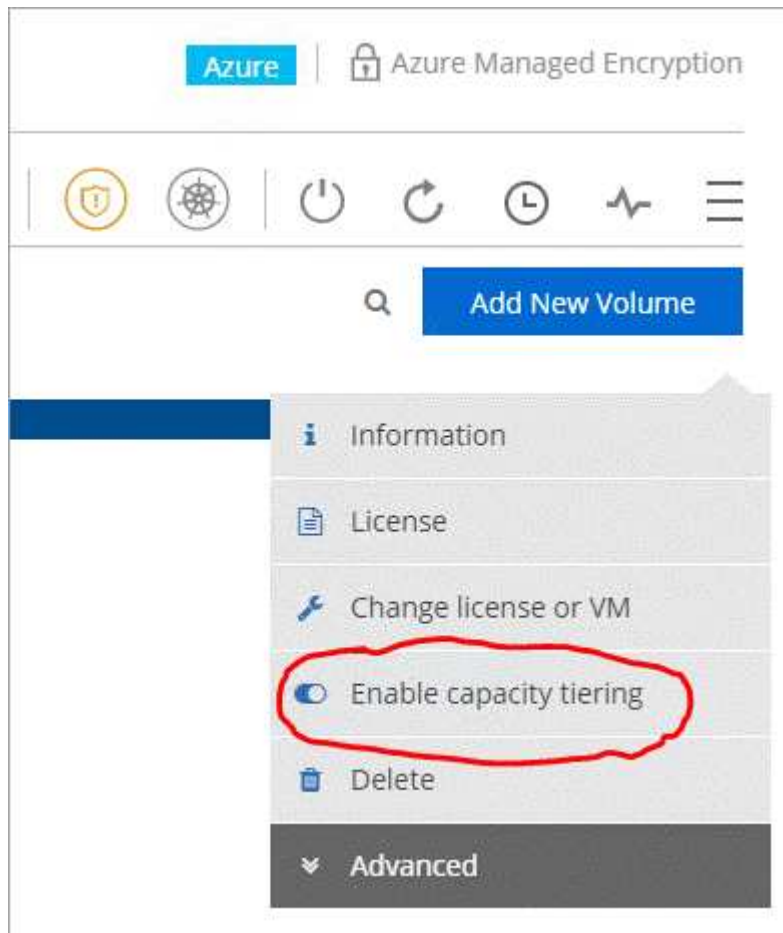 Azure
Azure Managed Encryption
Add New Volume
Information
License
Change license or VM
Enable capacity tiering
Delete
Advanced